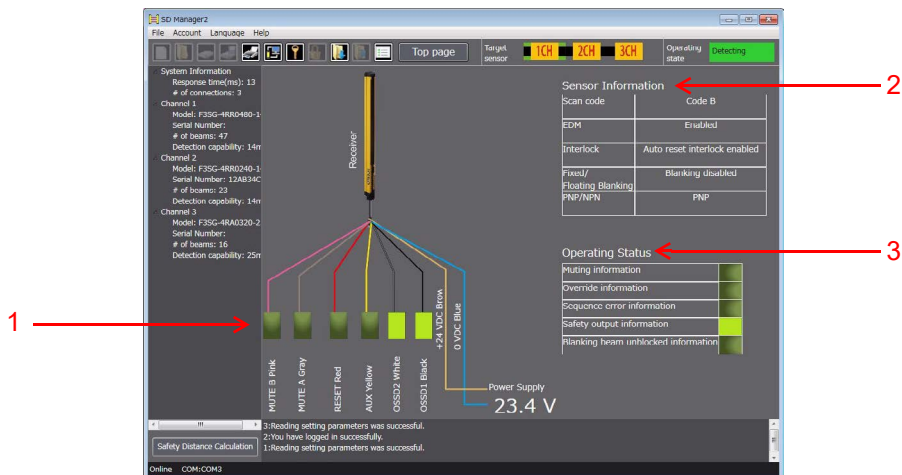 SD Manager2
File Account Language Help
Top page
Target sensor
1CH 2CH 3CH
Operating state
Detecting
System Information
Response time(ms): 13
# of connections: 3
Channel 1
Model: F3SG-4RR0480-1
Serial Number:
# of beams: 47
Detection capability: 14m
Channel 2
Model: F3SG-4RR0240-1
Serial Number: 12AB34C
# of beams: 23
Detection capability: 14m
Channel 3
Model: F3SG-4RA0320-2
Serial Number:
# of beams: 16
Detection capability: 25m
Safety Distance Calculation
Receiver
MUTE B Pink
MUTE A Gray
RESET Red
AUX Yellow
OSSD2 White
OSSD1 Black
+24 VDC Brow
0 VDC Blue
Power Supply
23.4 V
Sensor Information
Scan code Code B
EDM Enabled
Interlock Auto reset interlock enabled
Fixed/
Floating Blanking Blanking disabled
PNP/NPN PNP
Operating Status
Muting information
Override information
Sequence error information
Safety output information
Blanking beam unblocked information
1
2
3
3:Reading setting parameters was successful.
2:You have logged in successfully.
1:Reading setting parameters was successful.
Online COM:COM3